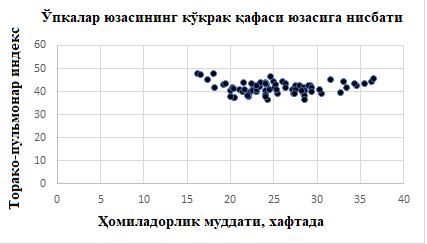 Ўпкалар юзасининг кўкрак қафаси юзасига нисбати
Торако-пульмонар индекс
60
50
40
30
20
10
0
0 5 10 15 20 25 30 35 40
Ҳомиладорлик муддати, хафтада